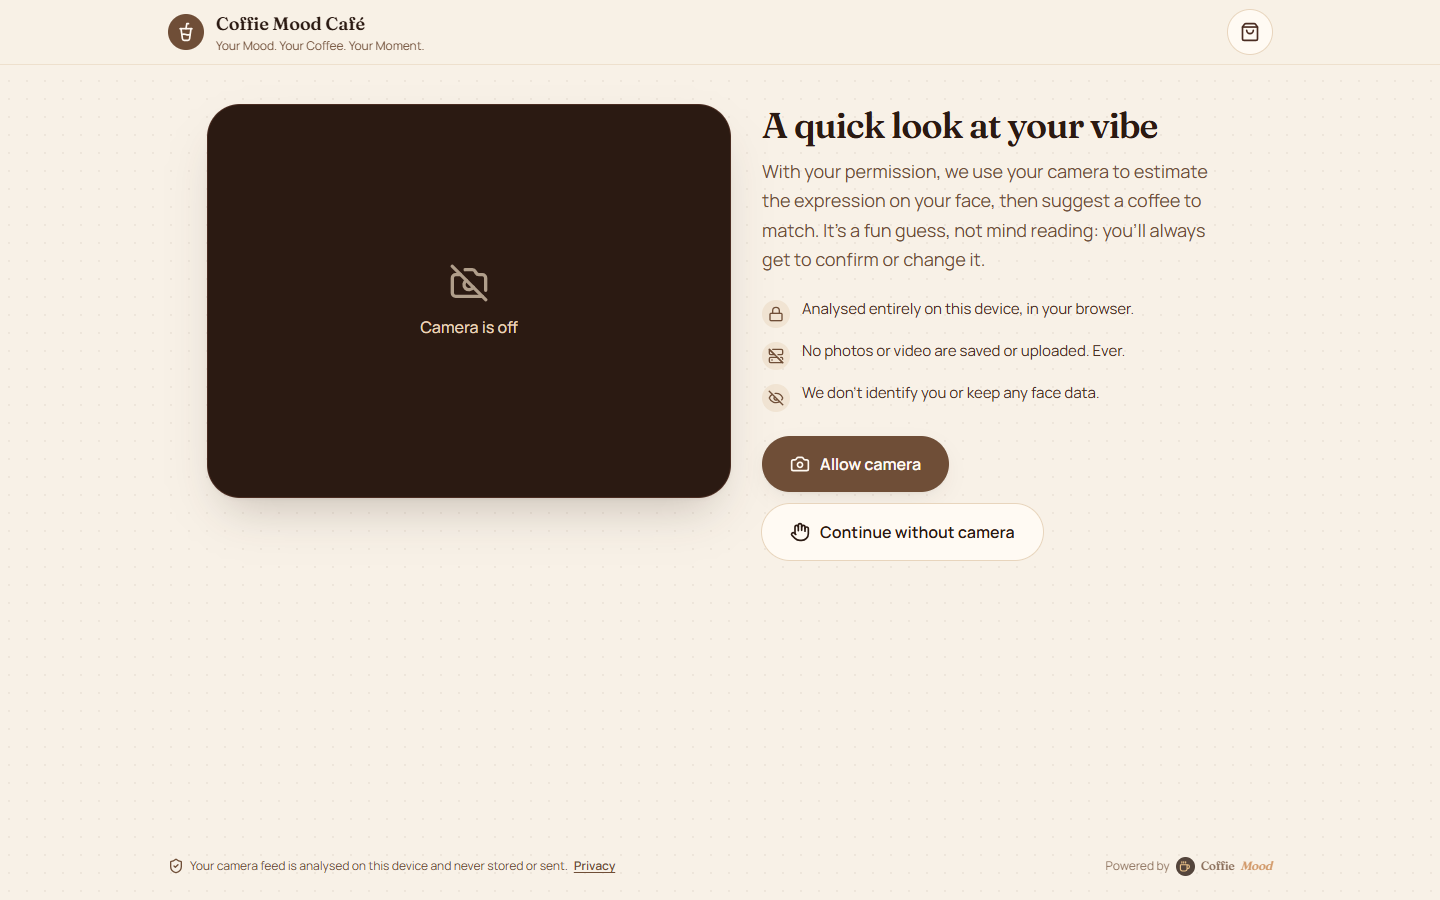 Coffie Mood Café
Your Mood. Your Coffee. Your Moment.
Camera is off
A quick look at your vibe
With your permission, we use your camera to estimate
the expression on your face, then suggest a coffee to
match. It's a fun guess, not mind reading: you'll always
get to confirm or change it.
Analysed entirely on this device, in your browser.
No photos or video are saved or uploaded. Ever.
We don't identify you or keep any face data.
Allow camera
Continue without camera
Your camera feed is analysed on this device and never stored or sent. Privacy
Powered by Coffie Mood